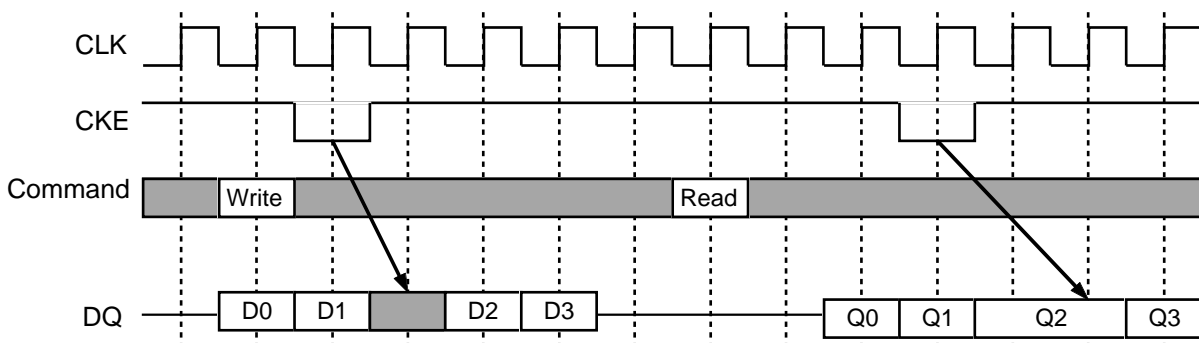 CLK
CKE
Command Write Read
DQ D0 D1 D2 D3 Q0 Q1 Q2 Q3